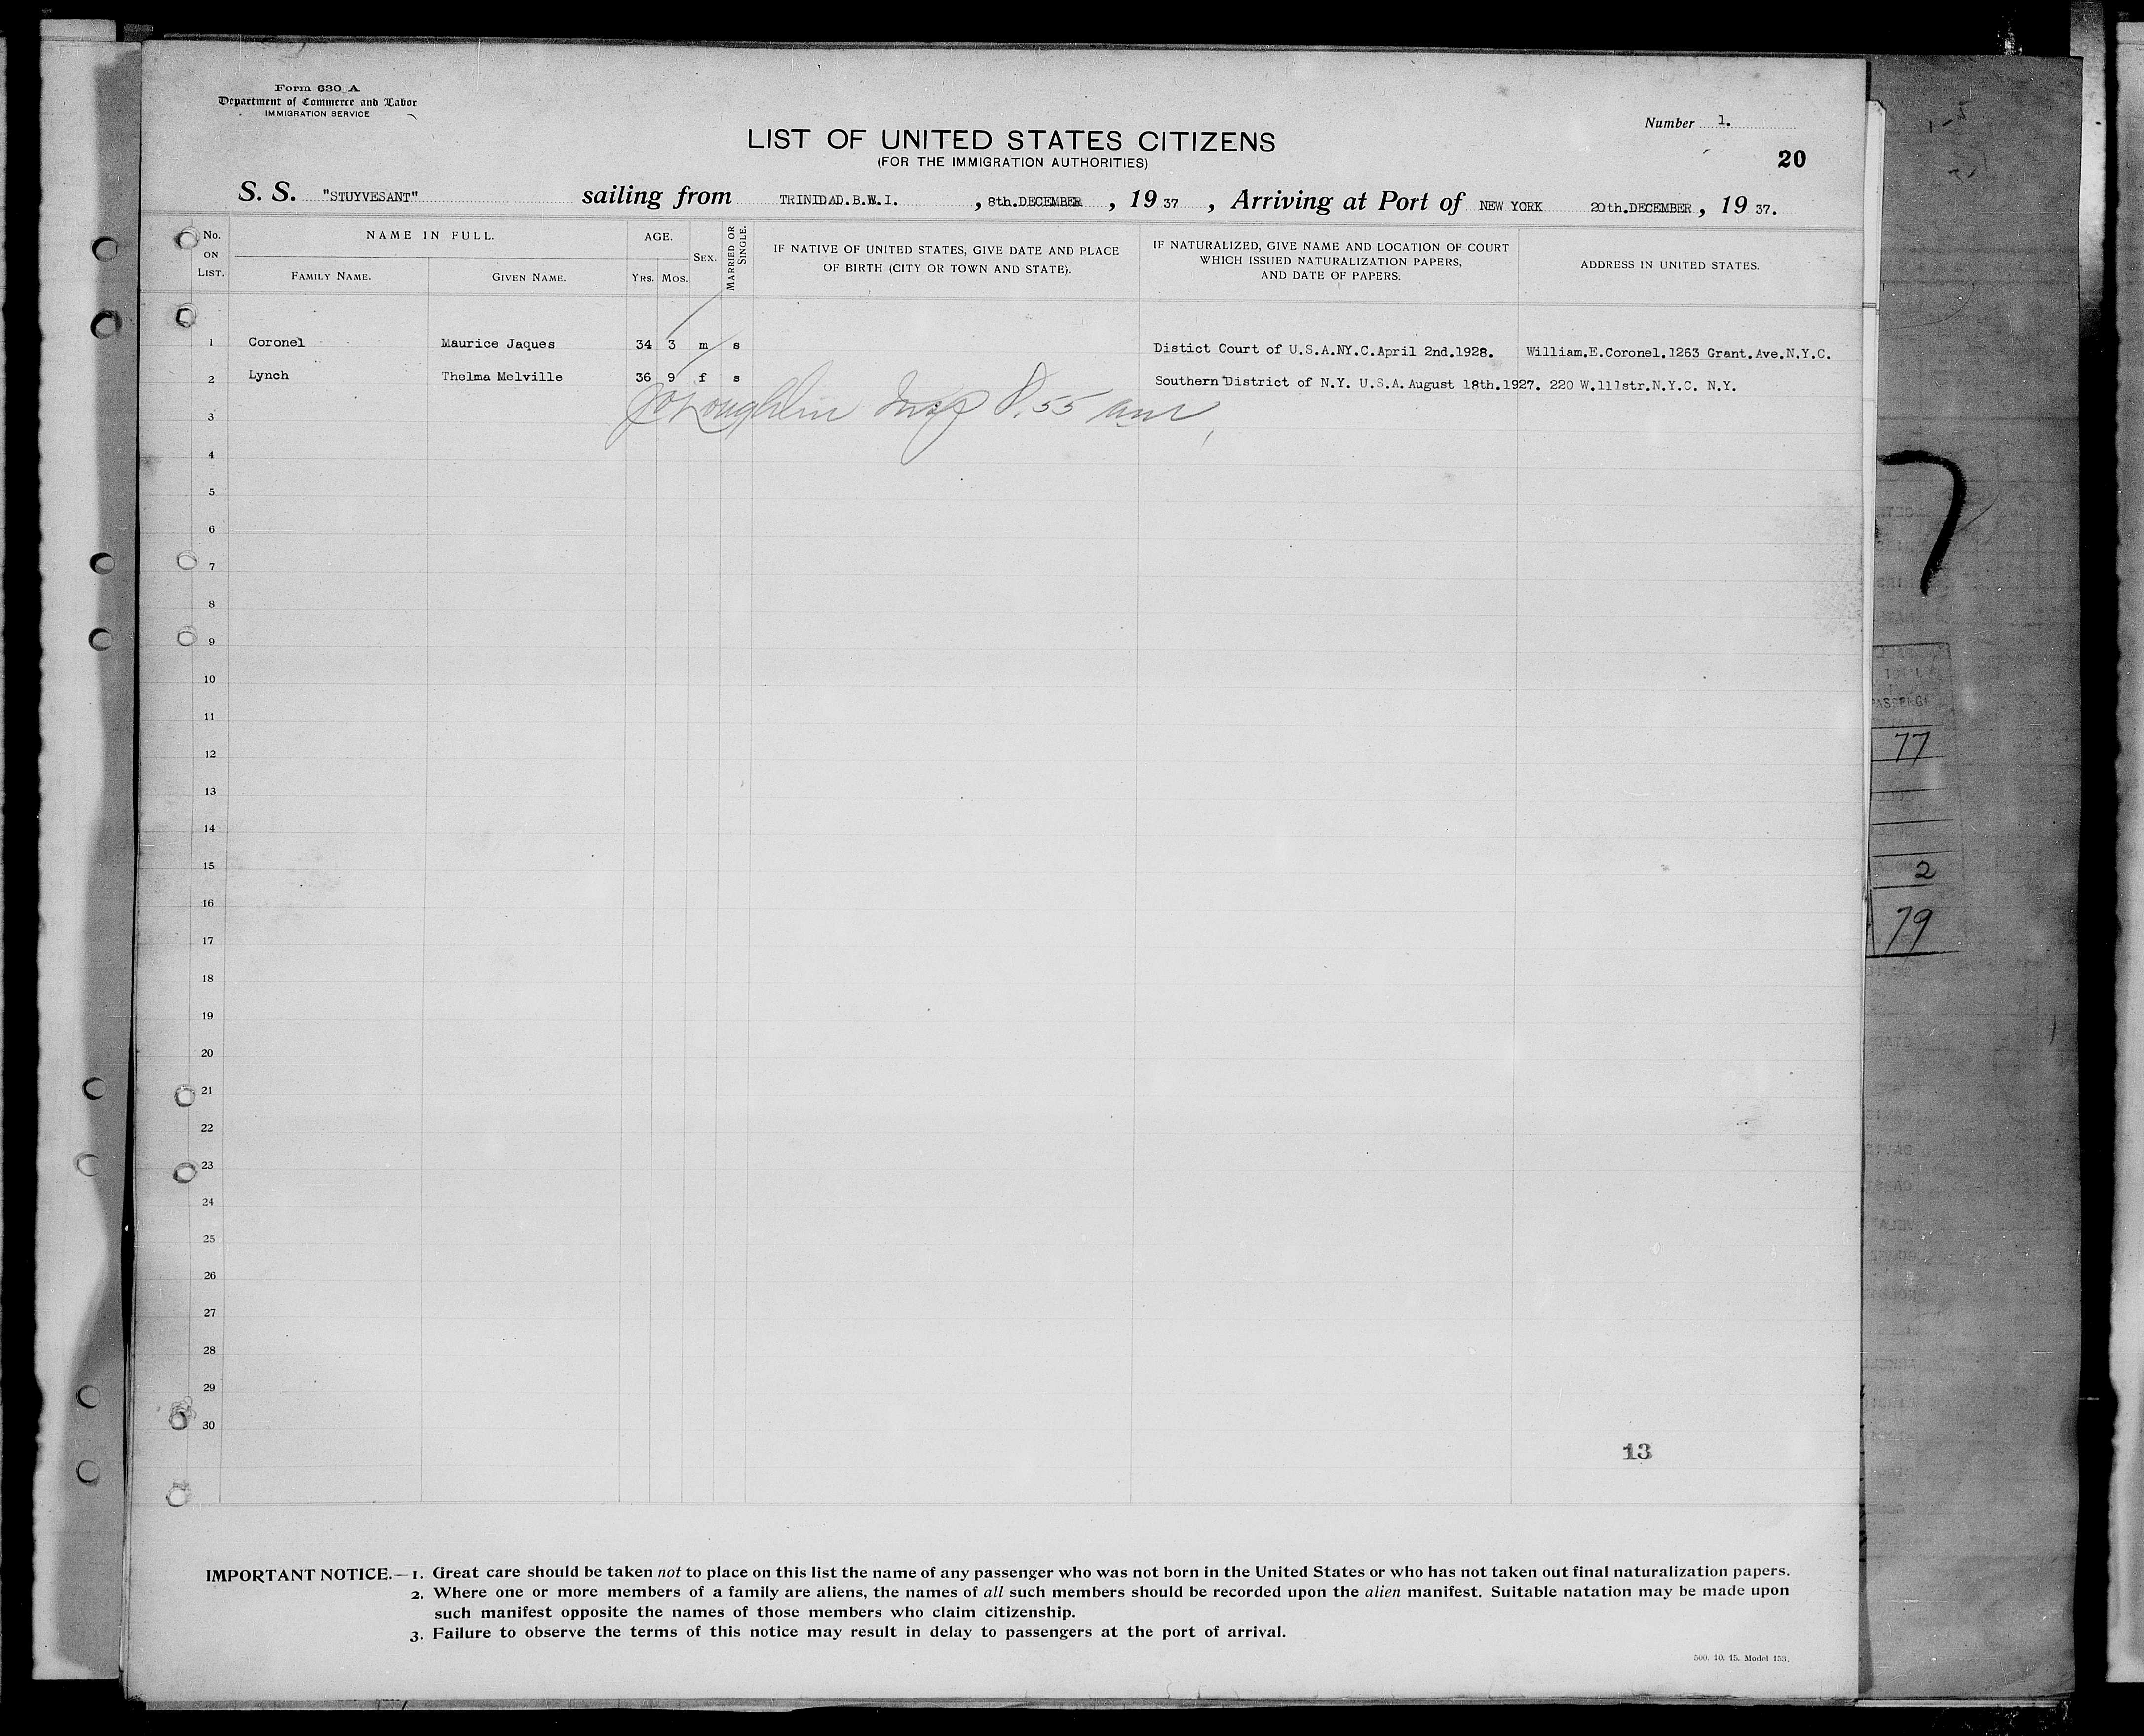 Form 630 A
Department of Commerce and Labor
IMMIGRATION SERVICE
Number 1.
LIST OF UNITED STATES CITIZENS
(FOR THE IMMIGRATION AUTHORITIES)
20
S. S. "STUYVESANT" sailing from TRINIDAD.B.W.I. , 8th.DECEMBER , 19 37 , Arriving at Port of NEW YORK 20th.DECEMBER , 19 37.
No. ON LIST.
NAME IN FULL.
FAMILY NAME.
GIVEN NAME.
AGE.
YRS. MOS.
SEX.
MARRIED OR SINGLE.
IF NATIVE OF UNITED STATES, GIVE DATE AND PLACE
OF BIRTH (CITY OR TOWN AND STATE).
IF NATURALIZED, GIVE NAME AND LOCATION OF COURT
WHICH ISSUED NATURALIZATION PAPERS,
AND DATE OF PAPERS.
ADDRESS IN UNITED STATES.
1 Coronel Maurice Jaques 34 3 m s Distict Court of U.S.A.NY.C.April 2nd.1928. William.E.Coronel.1263 Grant.Ave.N.Y.C.
2 Lynch Thelma Melville 36 9 f s Southern District of N.Y. U.S.A.August 18th.1927. 220 W.111str.N.Y.C. N.Y.
3
Loughlin Insp 8.55 am
4
5
6
7
8
9
10
11
12
13
14
15
16
17
18
19
20
21
22
23
24
25
26
27
28
29
30
13
IMPORTANT NOTICE.—1. Great care should be taken not to place on this list the name of any passenger who was not born in the United States or who has not taken out final naturalization papers.
2. Where one or more members of a family are aliens, the names of all such members should be recorded upon the alien manifest. Suitable natation may be made upon
such manifest opposite the names of those members who claim citizenship.
3. Failure to observe the terms of this notice may result in delay to passengers at the port of arrival.
500. 10. 15. Model 153.
7
77
2
79